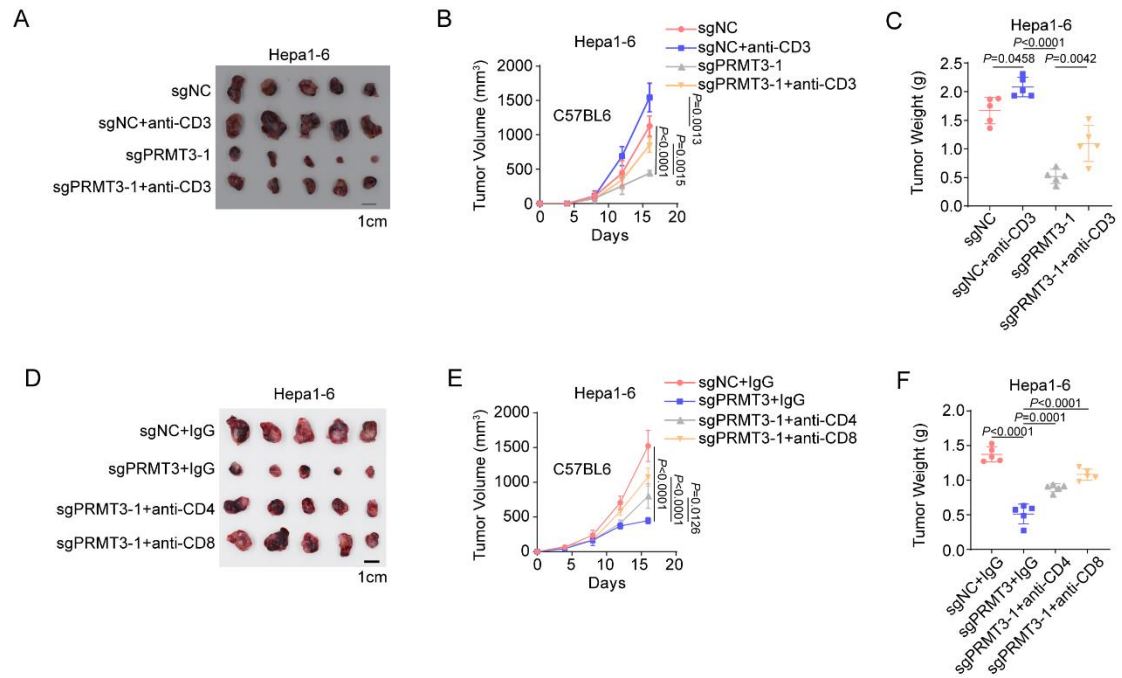 A
Hepa1-6
sgNC
sgNC+anti-CD3
sgPRMT3-1
sgPRMT3-1+anti-CD3
1cm
B
Hepa1-6
sgNC
sgNC+anti-CD3
sgPRMT3-1
sgPRMT3-1+anti-CD3
C57BL6
Tumor Volume (mm³)
2000
1500
1000
500
0
0 5 10 15 20
Days
P<0.0001
P=0.0015
P=0.0013
C
Hepa1-6
P<0.0001
P=0.0458 P=0.0042
Tumor Weight (g)
2.5
2.0
1.5
1.0
0.5
0.0
sgNC
sgNC+anti-CD3
sgPRMT3-1
sgPRMT3-1+anti-CD3
D
Hepa1-6
sgNC+IgG
sgPRMT3+IgG
sgPRMT3-1+anti-CD4
sgPRMT3-1+anti-CD8
1cm
E
Hepa1-6
sgNC+IgG
sgPRMT3+IgG
sgPRMT3-1+anti-CD4
sgPRMT3-1+anti-CD8
C57BL6
Tumor Volume (mm³)
2000
1500
1000
500
0
0 5 10 15 20
Days
P<0.0001
P<0.0001
P=0.0126
F
Hepa1-6
P<0.0001
P=0.0001
P<0.0001
Tumor Weight (g)
2.0
1.5
1.0
0.5
0.0
sgNC+IgG
sgPRMT3+IgG
sgPRMT3-1+anti-CD4
sgPRMT3-1+anti-CD8